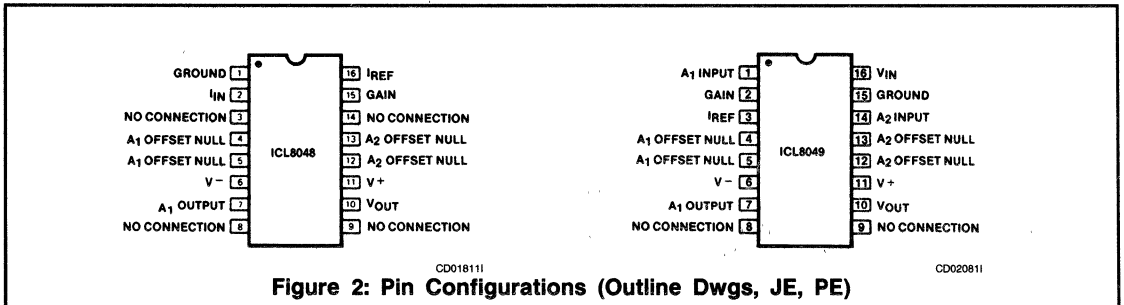 GROUND 1 16 IREF
IIN 2 15 GAIN
NO CONNECTION 3 14 NO CONNECTION
A1 OFFSET NULL 4 13 A2 OFFSET NULL
ICL8048
A1 OFFSET NULL 5 12 A2 OFFSET NULL
V− 6 11 V+
A1 OUTPUT 7 10 VOUT
NO CONNECTION 8 9 NO CONNECTION
CD01811I
A1 INPUT 1 16 VIN
GAIN 2 15 GROUND
IREF 3 14 A2 INPUT
A1 OFFSET NULL 4 13 A2 OFFSET NULL
ICL8049
A1 OFFSET NULL 5 12 A2 OFFSET NULL
V− 6 11 V+
A1 OUTPUT 7 10 VOUT
NO CONNECTION 8 9 NO CONNECTION
CD02081I
Figure 2: Pin Configurations (Outline Dwgs, JE, PE)